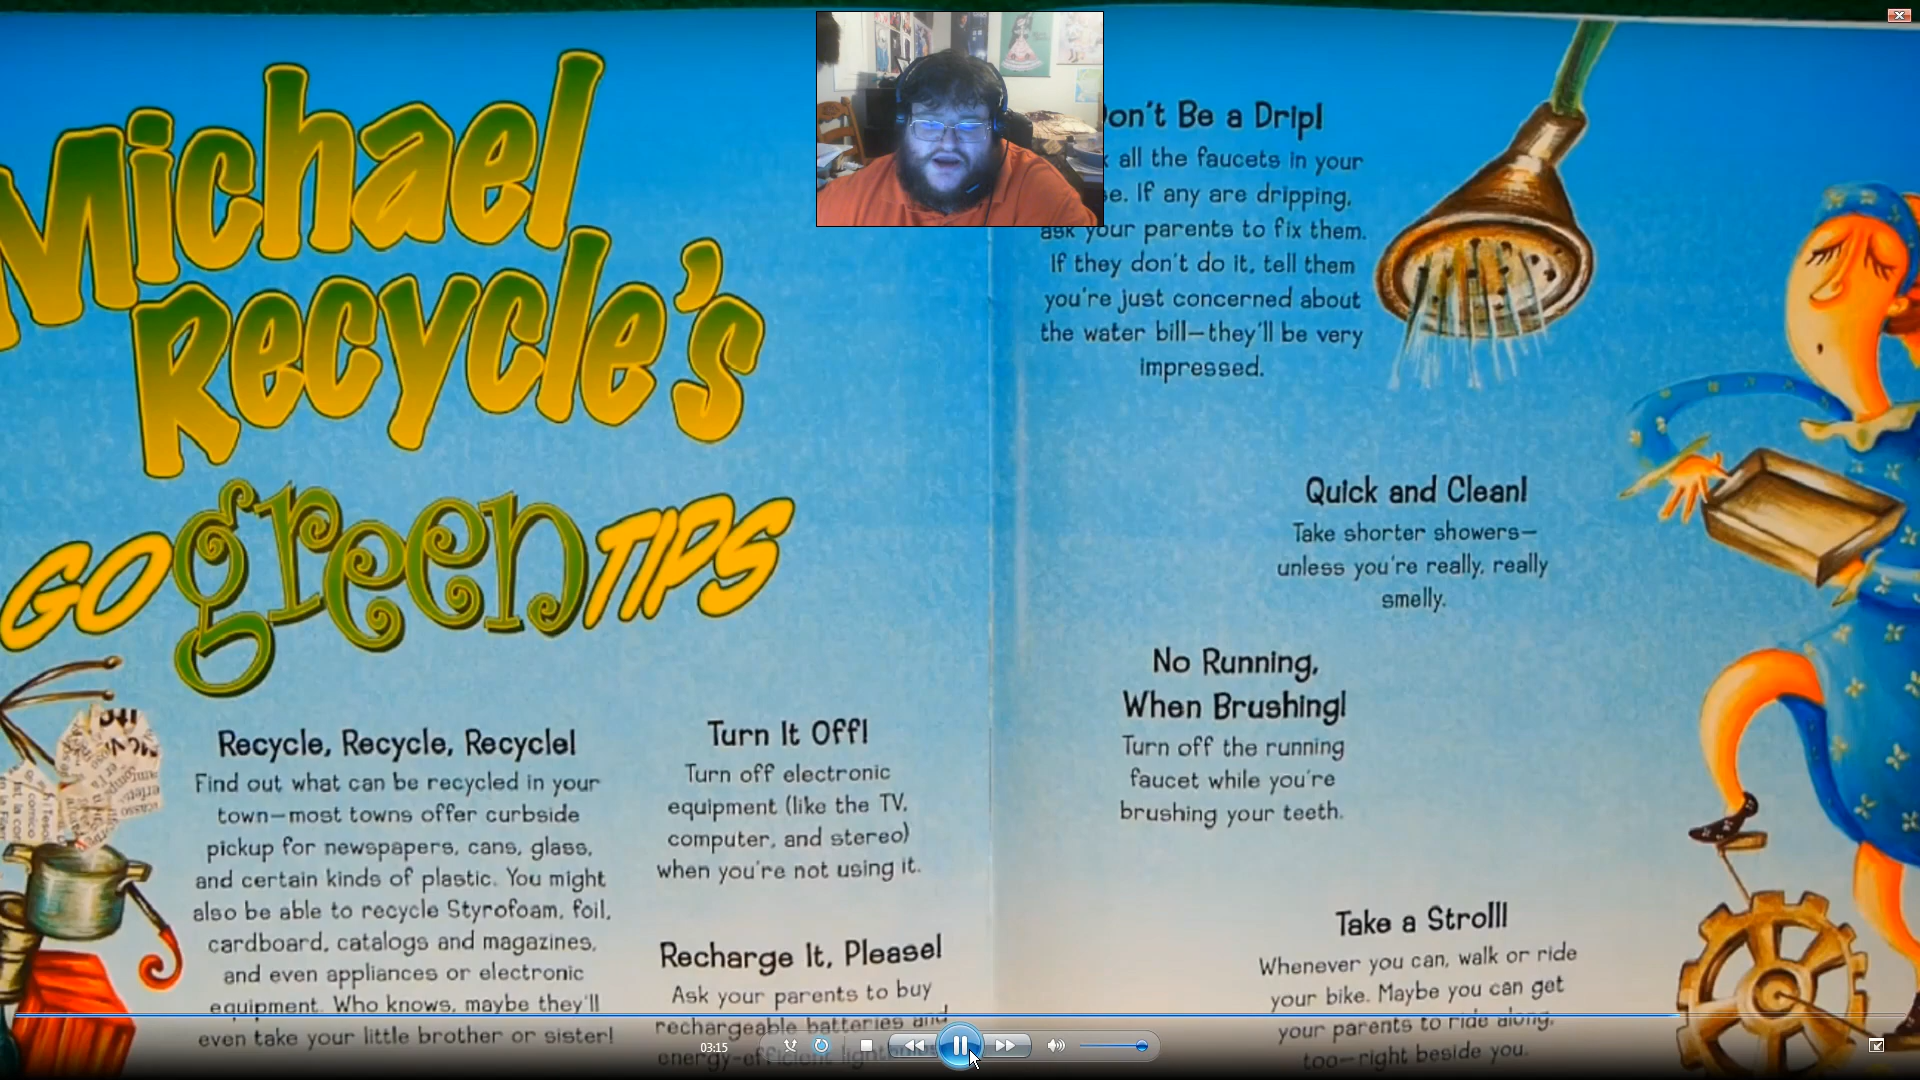 Michael
Recycle's
GO green TIPS
Recycle, Recycle, Recycle!
Find out what can be recycled in your
town—most towns offer curbside
pickup for newspapers, cans, glass,
and certain kinds of plastic. You might
also be able to recycle Styrofoam, foil,
cardboard, catalogs and magazines,
and even appliances or electronic
equipment. Who knows, maybe they'll
even take your little brother or sister!
Turn It Off!
Turn off electronic
equipment (like the TV,
computer, and stereo)
when you're not using it.
Recharge It, Please!
Ask your parents to buy
rechargeable batteries and
energy-efficient
on't Be a Drip!
all the faucets in your
se. If any are dripping,
ask your parents to fix them.
If they don't do it, tell them
you're just concerned about
the water bill—they'll be very
impressed.
Quick and Clean!
Take shorter showers—
unless you're really, really
smelly.
No Running,
When Brushing!
Turn off the running
faucet while you're
brushing your teeth.
Take a Stroll!
Whenever you can, walk or ride
your bike. Maybe you can get
your parents to ride along,
too—right beside you.
03:15